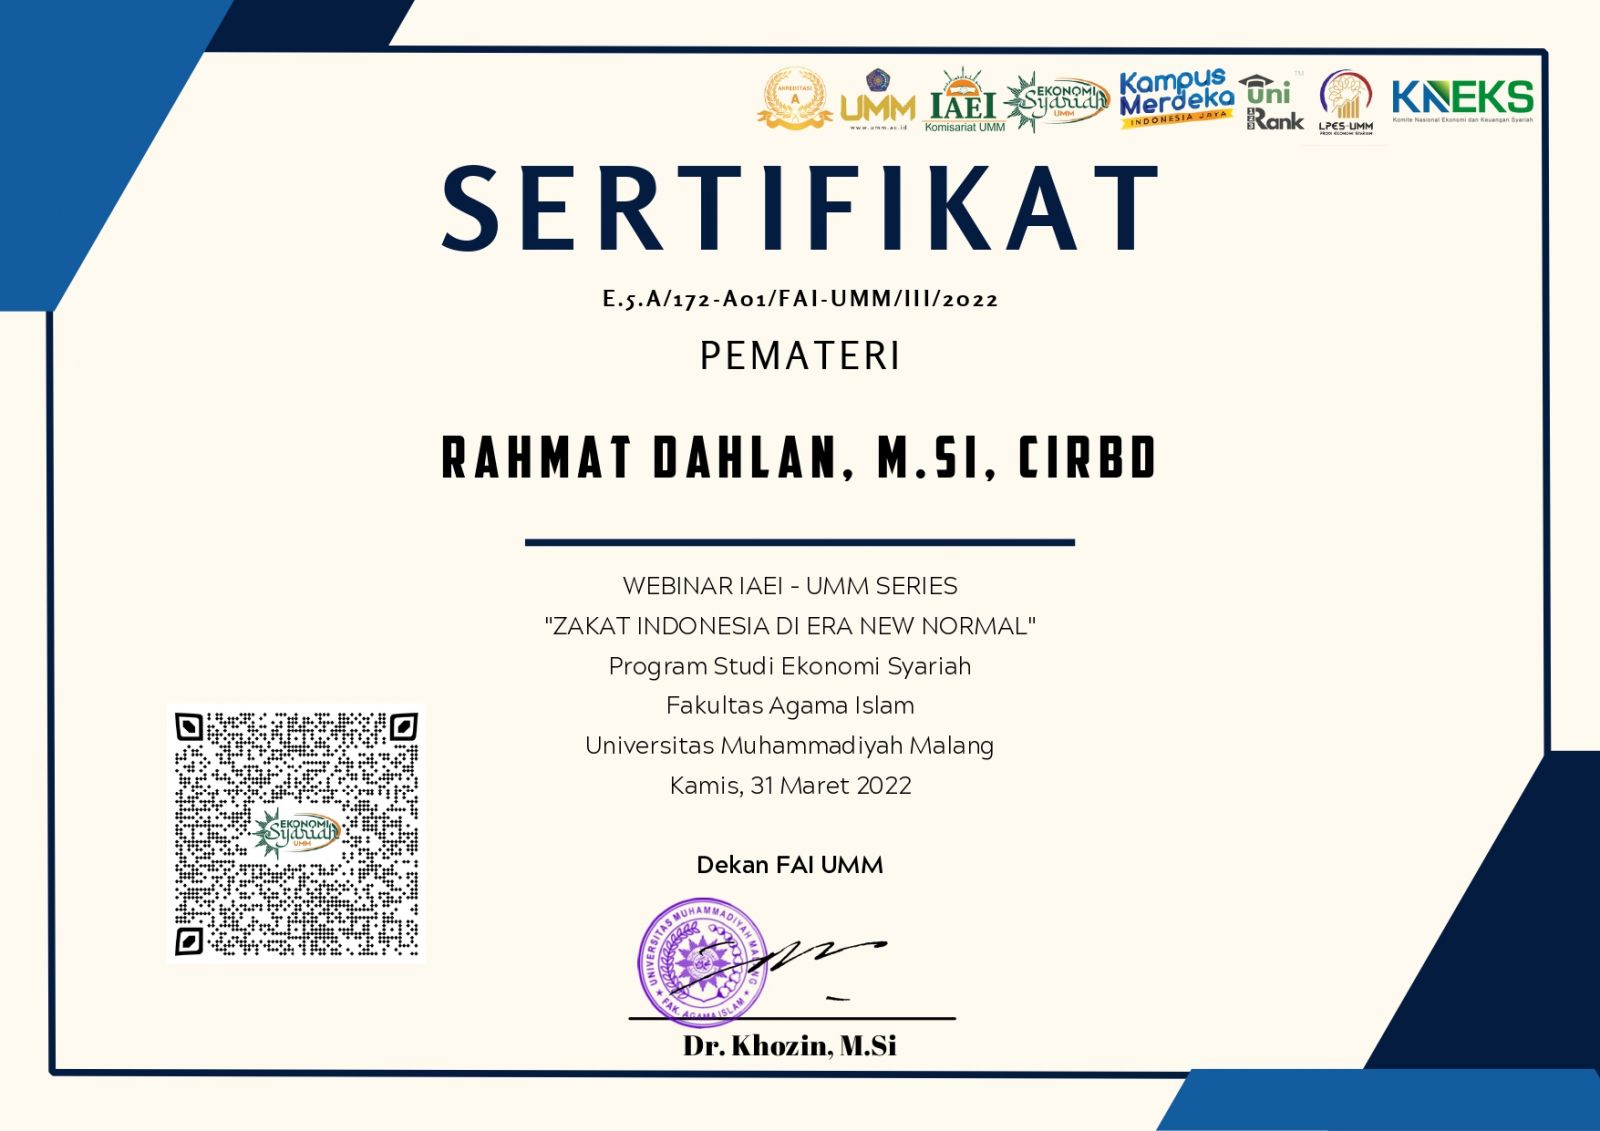 AKREDITASI
A
UMM
www.umm.ac.id
IAEI
Komisariat UMM
EKONOMI
Syariah
UMM
Kampus
Merdeka
INDONESIA JAYA
uni
Rank
TM
LPES-UMM
PRODI EKONOMI SYARIAH
KNEKS
Komite Nasional Ekonomi dan Keuangan Syariah
SERTIFIKAT
E.5.A/172-A01/FAI-UMM/III/2022
PEMATERI
RAHMAT DAHLAN, M.SI, CIRBD
WEBINAR IAEI - UMM SERIES
"ZAKAT INDONESIA DI ERA NEW NORMAL"
Program Studi Ekonomi Syariah
Fakultas Agama Islam
Universitas Muhammadiyah Malang
Kamis, 31 Maret 2022
EKONOMI
Syariah
UMM
Dekan FAI UMM
UNIVERSITAS MUHAMMADIYAH MALANG
FAK. AGAMA ISLAM
Dr. Khozin, M.Si